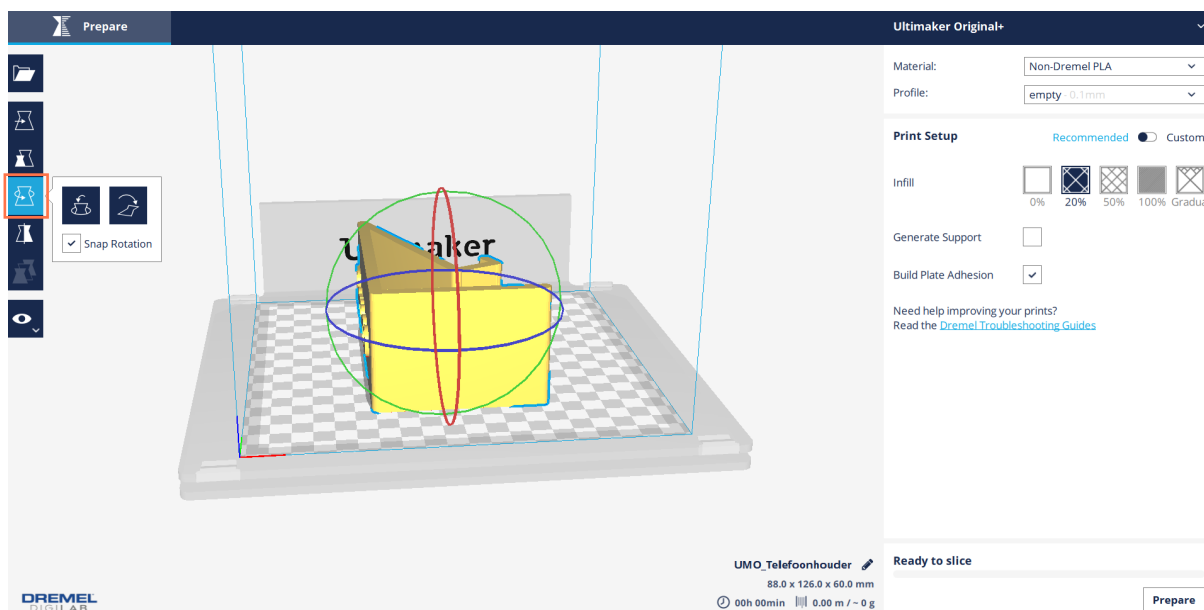 Prepare
Ultimaker Original+
Material:
Non-Dremel PLA
Profile:
empty - 0.1mm
Print Setup
Recommended
Custom
Infill
0%
20%
50%
100%
Gradua
Generate Support
Build Plate Adhesion
Need help improving your prints?
Read the Dremel Troubleshooting Guides
Snap Rotation
UMO_Telefoonhouder
88.0 x 126.0 x 60.0 mm
00h 00min
0.00 m / ~ 0 g
Ready to slice
Prepare
DREMEL
DIGILAB